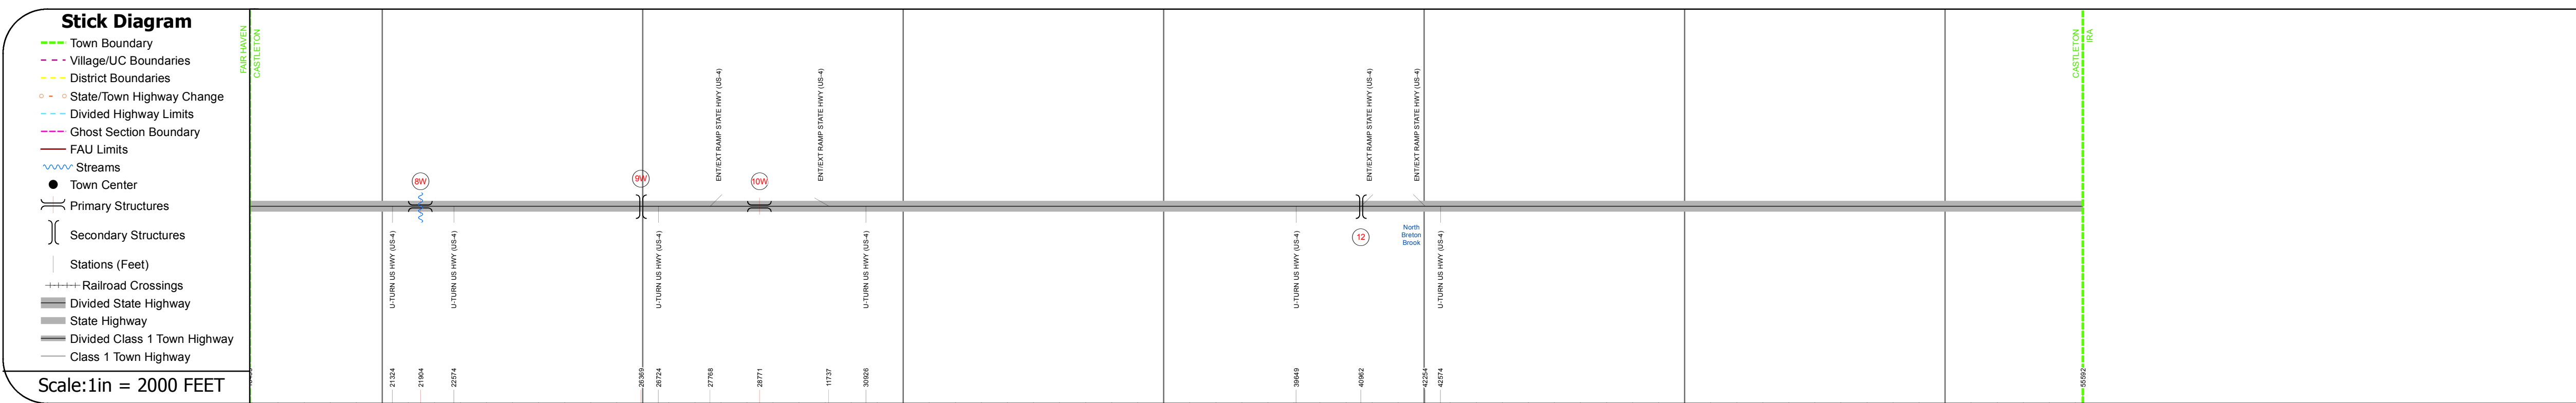 Stick Diagram
Town Boundary
Village/UC Boundaries
District Boundaries
State/Town Highway Change
Divided Highway Limits
Ghost Section Boundary
FAU Limits
Streams
Town Center
Primary Structures
Secondary Structures
Stations (Feet)
Railroad Crossings
Divided State Highway
State Highway
Divided Class 1 Town Highway
Class 1 Town Highway
Scale:1in = 2000 FEET
FAIR HAVEN
CASTLETON
CASTLETON
IRA
ENT/EXT RAMP STATE HWY (US-4)
ENT/EXT RAMP STATE HWY (US-4)
ENT/EXT RAMP STATE HWY (US-4)
ENT/EXT RAMP STATE HWY (US-4)
8W
9W
10W
12
North
Breton
Brook
U-TURN US HWY (US-4)
U-TURN US HWY (US-4)
U-TURN US HWY (US-4)
U-TURN US HWY (US-4)
U-TURN US HWY (US-4)
U-TURN US HWY (US-4)
21324
21904
22574
26369
26724
27768
28771
11737
30926
39649
40962
42254
42574
55592